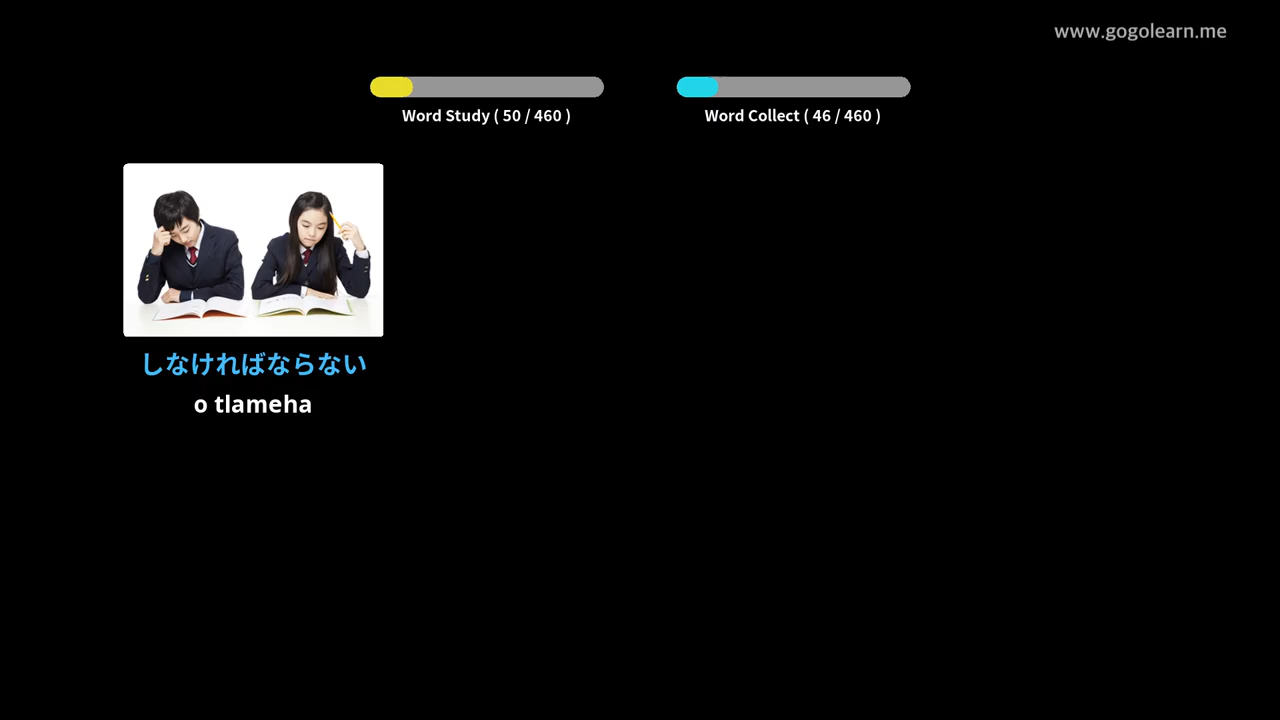 www.gogolearn.me
Word Study ( 50 / 460 )
Word Collect ( 46 / 460 )
しなければならない
o tlameha